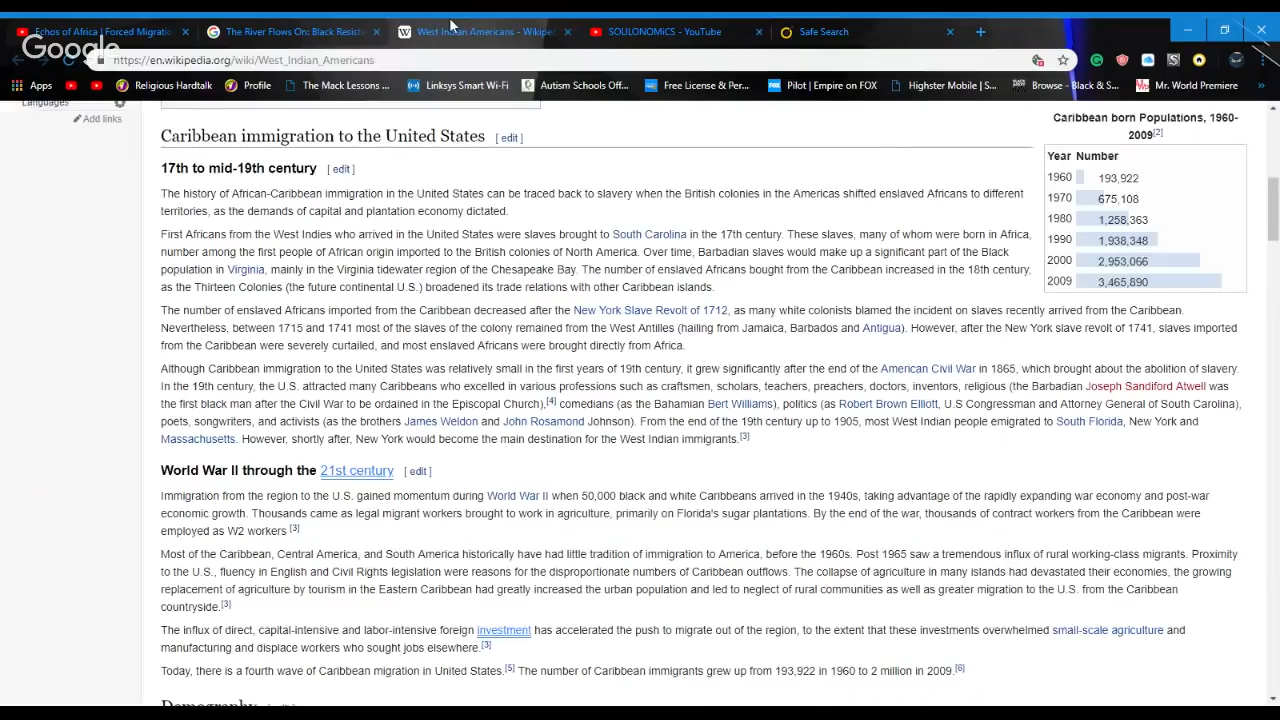 Echos of Africa | Forced Migratio
The River Flows On: Black Resista
West Indian Americans - Wikiped
SOULONOMiCS - YouTube
Safe Search
Google
https://en.wikipedia.org/wiki/West_Indian_Americans
Apps
Religious Hardtalk
Profile
The Mack Lessons ...
Linksys Smart Wi-Fi
Autism Schools Off...
Free License & Per...
Pilot | Empire on FOX
Highster Mobile | S...
Browse - Black & S...
Mr. World Premiere
»
Languages
Add links
Caribbean immigration to the United States [ edit ]
17th to mid-19th century [ edit ]
The history of African-Caribbean immigration in the United States can be traced back to slavery when the British colonies in the Americas shifted enslaved Africans to different
territories, as the demands of capital and plantation economy dictated.
First Africans from the West Indies who arrived in the United States were slaves brought to South Carolina in the 17th century. These slaves, many of whom were born in Africa,
number among the first people of African origin imported to the British colonies of North America. Over time, Barbadian slaves would make up a significant part of the Black
population in Virginia, mainly in the Virginia tidewater region of the Chesapeake Bay. The number of enslaved Africans bought from the Caribbean increased in the 18th century,
as the Thirteen Colonies (the future continental U.S.) broadened its trade relations with other Caribbean islands.
The number of enslaved Africans imported from the Caribbean decreased after the New York Slave Revolt of 1712, as many white colonists blamed the incident on slaves recently arrived from the Caribbean.
Nevertheless, between 1715 and 1741 most of the slaves of the colony remained from the West Antilles (hailing from Jamaica, Barbados and Antigua). However, after the New York slave revolt of 1741, slaves imported
from the Caribbean were severely curtailed, and most enslaved Africans were brought directly from Africa.
Although Caribbean immigration to the United States was relatively small in the first years of 19th century, it grew significantly after the end of the American Civil War in 1865, which brought about the abolition of slavery.
In the 19th century, the U.S. attracted many Caribbeans who excelled in various professions such as craftsmen, scholars, teachers, preachers, doctors, inventors, religious (the Barbadian Joseph Sandiford Atwell was
the first black man after the Civil War to be ordained in the Episcopal Church),[4] comedians (as the Bahamian Bert Williams), politics (as Robert Brown Elliott, U.S Congressman and Attorney General of South Carolina),
poets, songwriters, and activists (as the brothers James Weldon and John Rosamond Johnson). From the end of the 19th century up to 1905, most West Indian people emigrated to South Florida, New York and
Massachusetts. However, shortly after, New York would become the main destination for the West Indian immigrants.[3]
World War II through the 21st century [ edit ]
Immigration from the region to the U.S. gained momentum during World War II when 50,000 black and white Caribbeans arrived in the 1940s, taking advantage of the rapidly expanding war economy and post-war
economic growth. Thousands came as legal migrant workers brought to work in agriculture, primarily on Florida's sugar plantations. By the end of the war, thousands of contract workers from the Caribbean were
employed as W2 workers [3]
Most of the Caribbean, Central America, and South America historically have had little tradition of immigration to America, before the 1960s. Post 1965 saw a tremendous influx of rural working-class migrants. Proximity
to the U.S., fluency in English and Civil Rights legislation were reasons for the disproportionate numbers of Caribbean outflows. The collapse of agriculture in many islands had devastated their economies, the growing
replacement of agriculture by tourism in the Eastern Caribbean had greatly increased the urban population and led to neglect of rural communities as well as greater migration to the U.S. from the Caribbean
countryside.[3]
The influx of direct, capital-intensive and labor-intensive foreign investment has accelerated the push to migrate out of the region, to the extent that these investments overwhelmed small-scale agriculture and
manufacturing and displace workers who sought jobs elsewhere.[3]
Today, there is a fourth wave of Caribbean migration in United States.[5] The number of Caribbean immigrants grew up from 193,922 in 1960 to 2 million in 2009.[6]
Demography
Caribbean born Populations, 1960-
2009[2]
Year Number
1960 193,922
1970 675,108
1980 1,258,363
1990 1,938,348
2000 2,953,066
2009 3,465,890